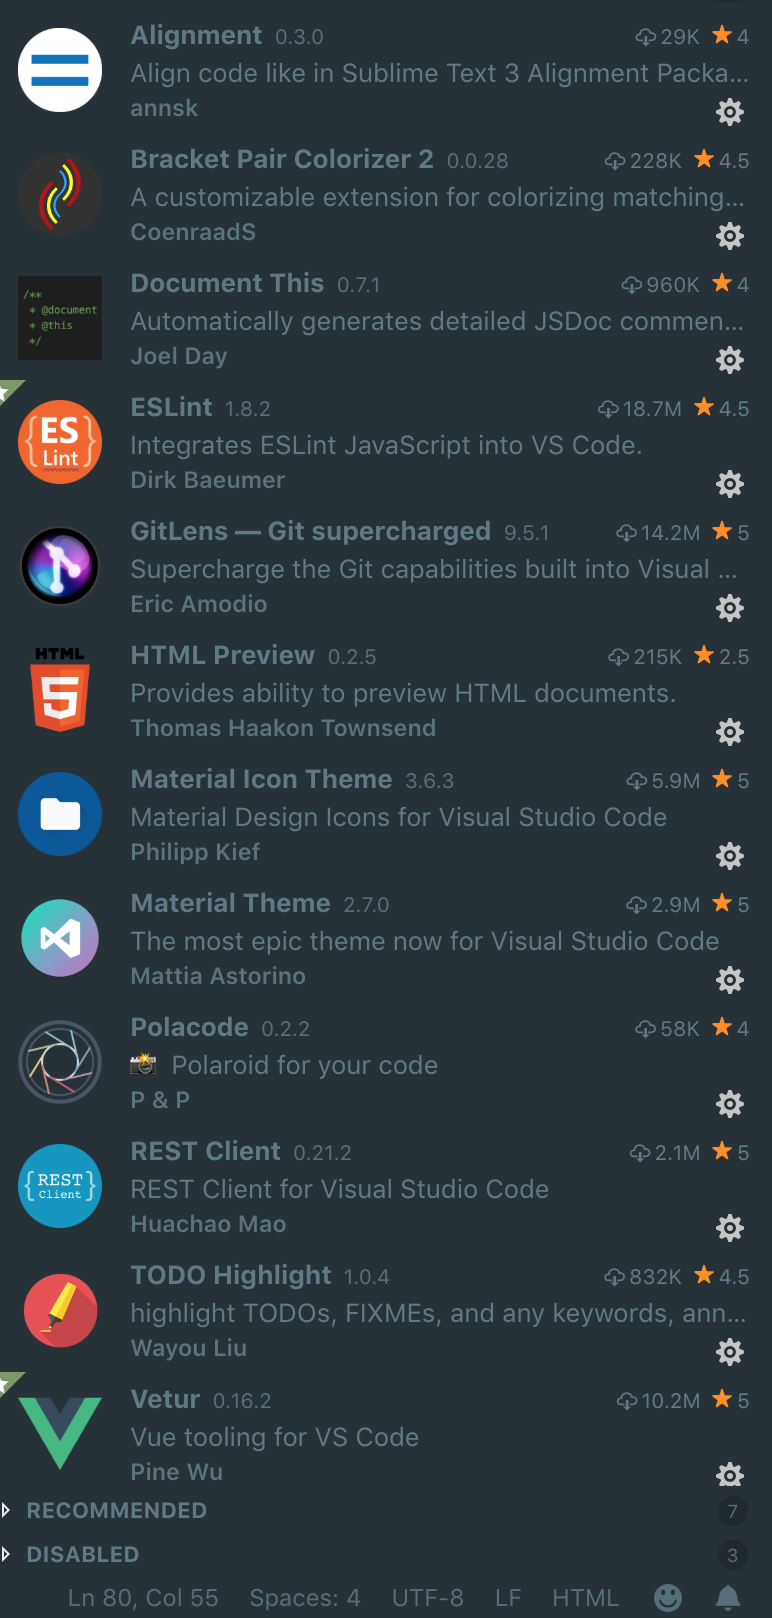 Alignment 0.3.0 29K 4
Align code like in Sublime Text 3 Alignment Packa...
annsk
Bracket Pair Colorizer 2 0.0.28 228K 4.5
A customizable extension for colorizing matching...
CoenraadS
/**
* @document
* @this
*/
Document This 0.7.1 960K 4
Automatically generates detailed JSDoc commen...
Joel Day
{ES}
Lint
ESLint 1.8.2 18.7M 4.5
Integrates ESLint JavaScript into VS Code.
Dirk Baeumer
GitLens — Git supercharged 9.5.1 14.2M 5
Supercharge the Git capabilities built into Visual ...
Eric Amodio
HTML
5
HTML Preview 0.2.5 215K 2.5
Provides ability to preview HTML documents.
Thomas Haakon Townsend
Material Icon Theme 3.6.3 5.9M 5
Material Design Icons for Visual Studio Code
Philipp Kief
Material Theme 2.7.0 2.9M 5
The most epic theme now for Visual Studio Code
Mattia Astorino
Polacode 0.2.2 58K 4
📸 Polaroid for your code
P & P
{REST}
Client
REST Client 0.21.2 2.1M 5
REST Client for Visual Studio Code
Huachao Mao
TODO Highlight 1.0.4 832K 4.5
highlight TODOs, FIXMEs, and any keywords, ann...
Wayou Liu
Vetur 0.16.2 10.2M 5
Vue tooling for VS Code
Pine Wu
RECOMMENDED 7
DISABLED 3
Ln 80, Col 55 Spaces: 4 UTF-8 LF HTML